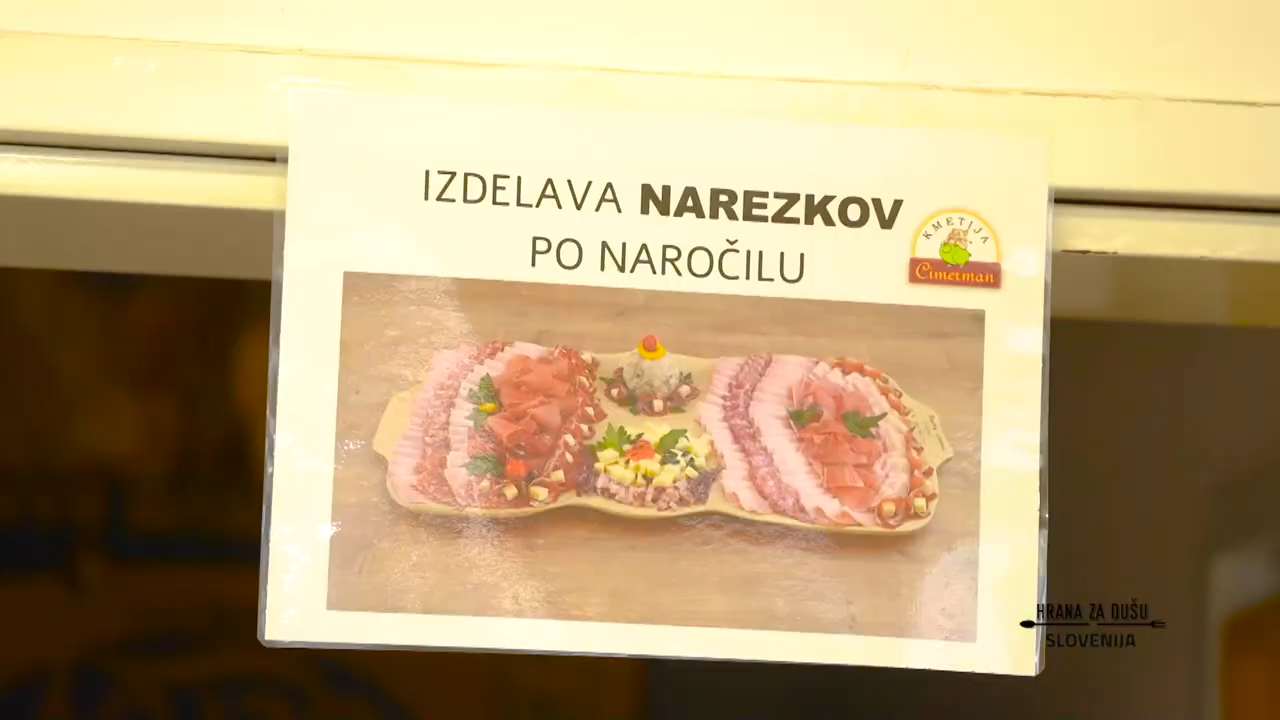 IZDELAVA NAREZKOV
PO NAROČILU
KMETIJA
Cimerman
HRANA ZA DUŠU
SLOVENIJA